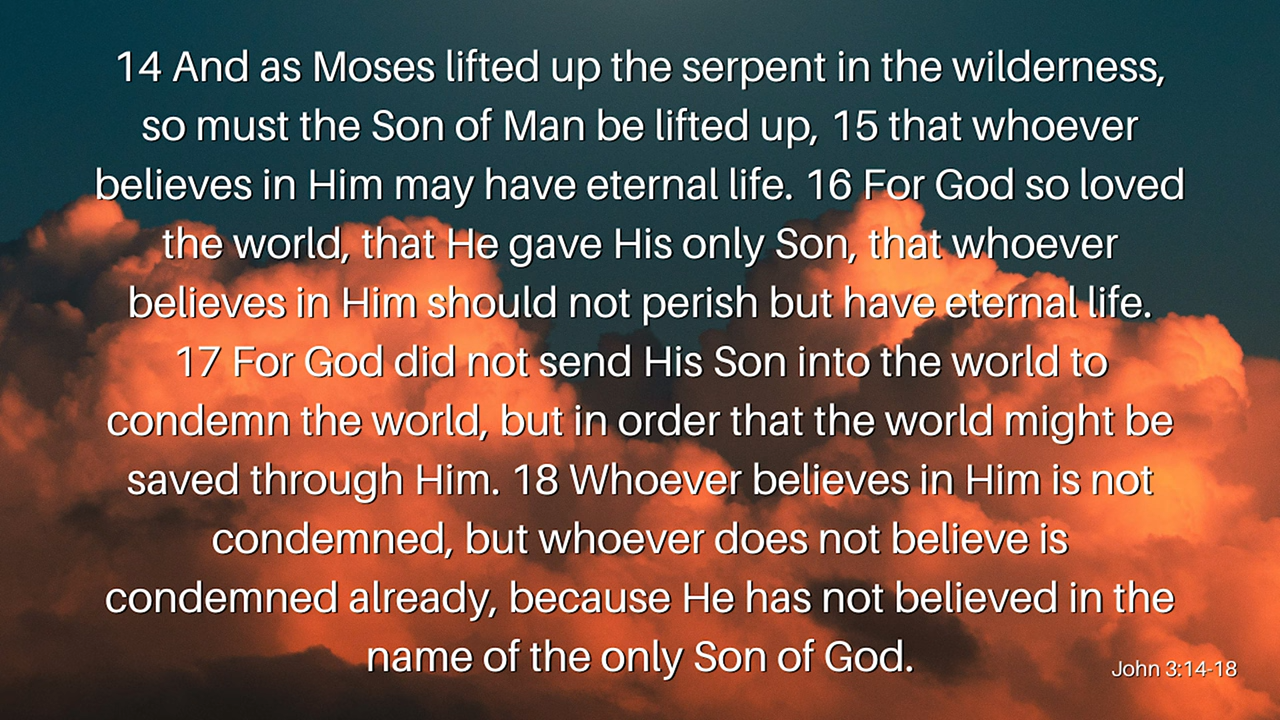 14 And as Moses lifted up the serpent in the wilderness,
so must the Son of Man be lifted up, 15 that whoever
believes in Him may have eternal life. 16 For God so loved
the world, that He gave His only Son, that whoever
believes in Him should not perish but have eternal life.
17 For God did not send His Son into the world to
condemn the world, but in order that the world might be
saved through Him. 18 Whoever believes in Him is not
condemned, but whoever does not believe is
condemned already, because He has not believed in the
name of the only Son of God.
John 3:14-18